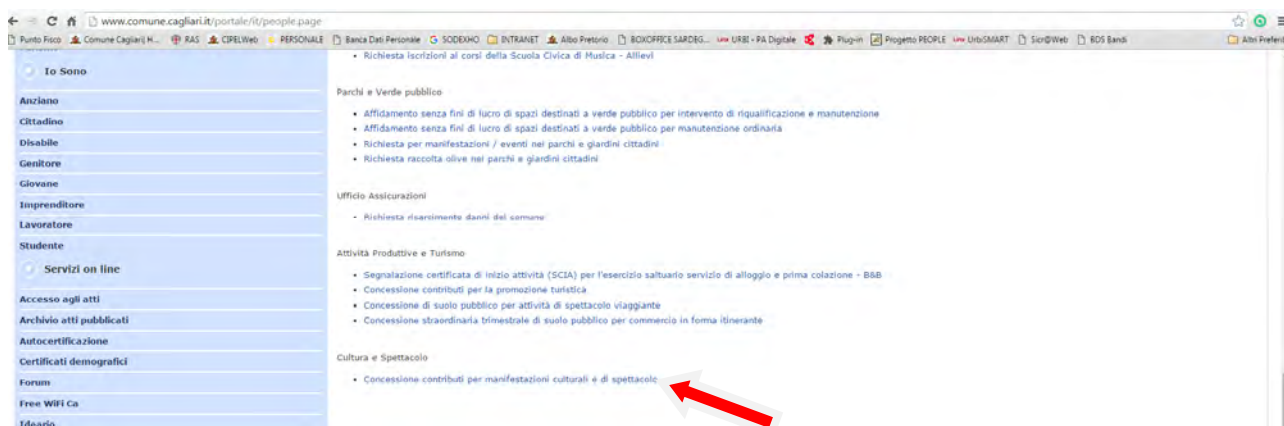 www.comune.cagliari.it/portale/it/people.page
Punto Fisco Comune Cagliari| H... RAS CIPELWeb PERSONALE Banca Dati Personale SODEXHO INTRANET Albo Pretorio BOXOFFICE SARDEG... URBI - PA Digitale Plug-in Progetto PEOPLE UrbiSMART Sicr@Web BDS Bandi Altri Preferiti
Richiesta iscrizioni ai corsi della Scuola Civica di Musica - Allievi
Io Sono
Anziano
Cittadino
Disabile
Genitore
Giovane
Imprenditore
Lavoratore
Studente
Servizi on line
Accesso agli atti
Archivio atti pubblicati
Autocertificazione
Certificati demografici
Forum
Free WiFi Ca
Ideario
Parchi e Verde pubblico
Affidamento senza fini di lucro di spazi destinati a verde pubblico per intervento di riqualificazione e manutenzione
Affidamento senza fini di lucro di spazi destinati a verde pubblico per manutenzione ordinaria
Richiesta per manifestazioni / eventi nei parchi e giardini cittadini
Richiesta raccolta olive nei parchi e giardini cittadini
Ufficio Assicurazioni
Richiesta risarcimento danni del comune
Attività Produttive e Turismo
Segnalazione certificata di inizio attività (SCIA) per l'esercizio saltuario servizio di alloggio e prima colazione - B&B
Concessione contributi per la promozione turistica
Concessione di suolo pubblico per attività di spettacolo viaggiante
Concessione straordinaria trimestrale di suolo pubblico per commercio in forma itinerante
Cultura e Spettacolo
Concessione contributi per manifestazioni culturali e di spettacolo